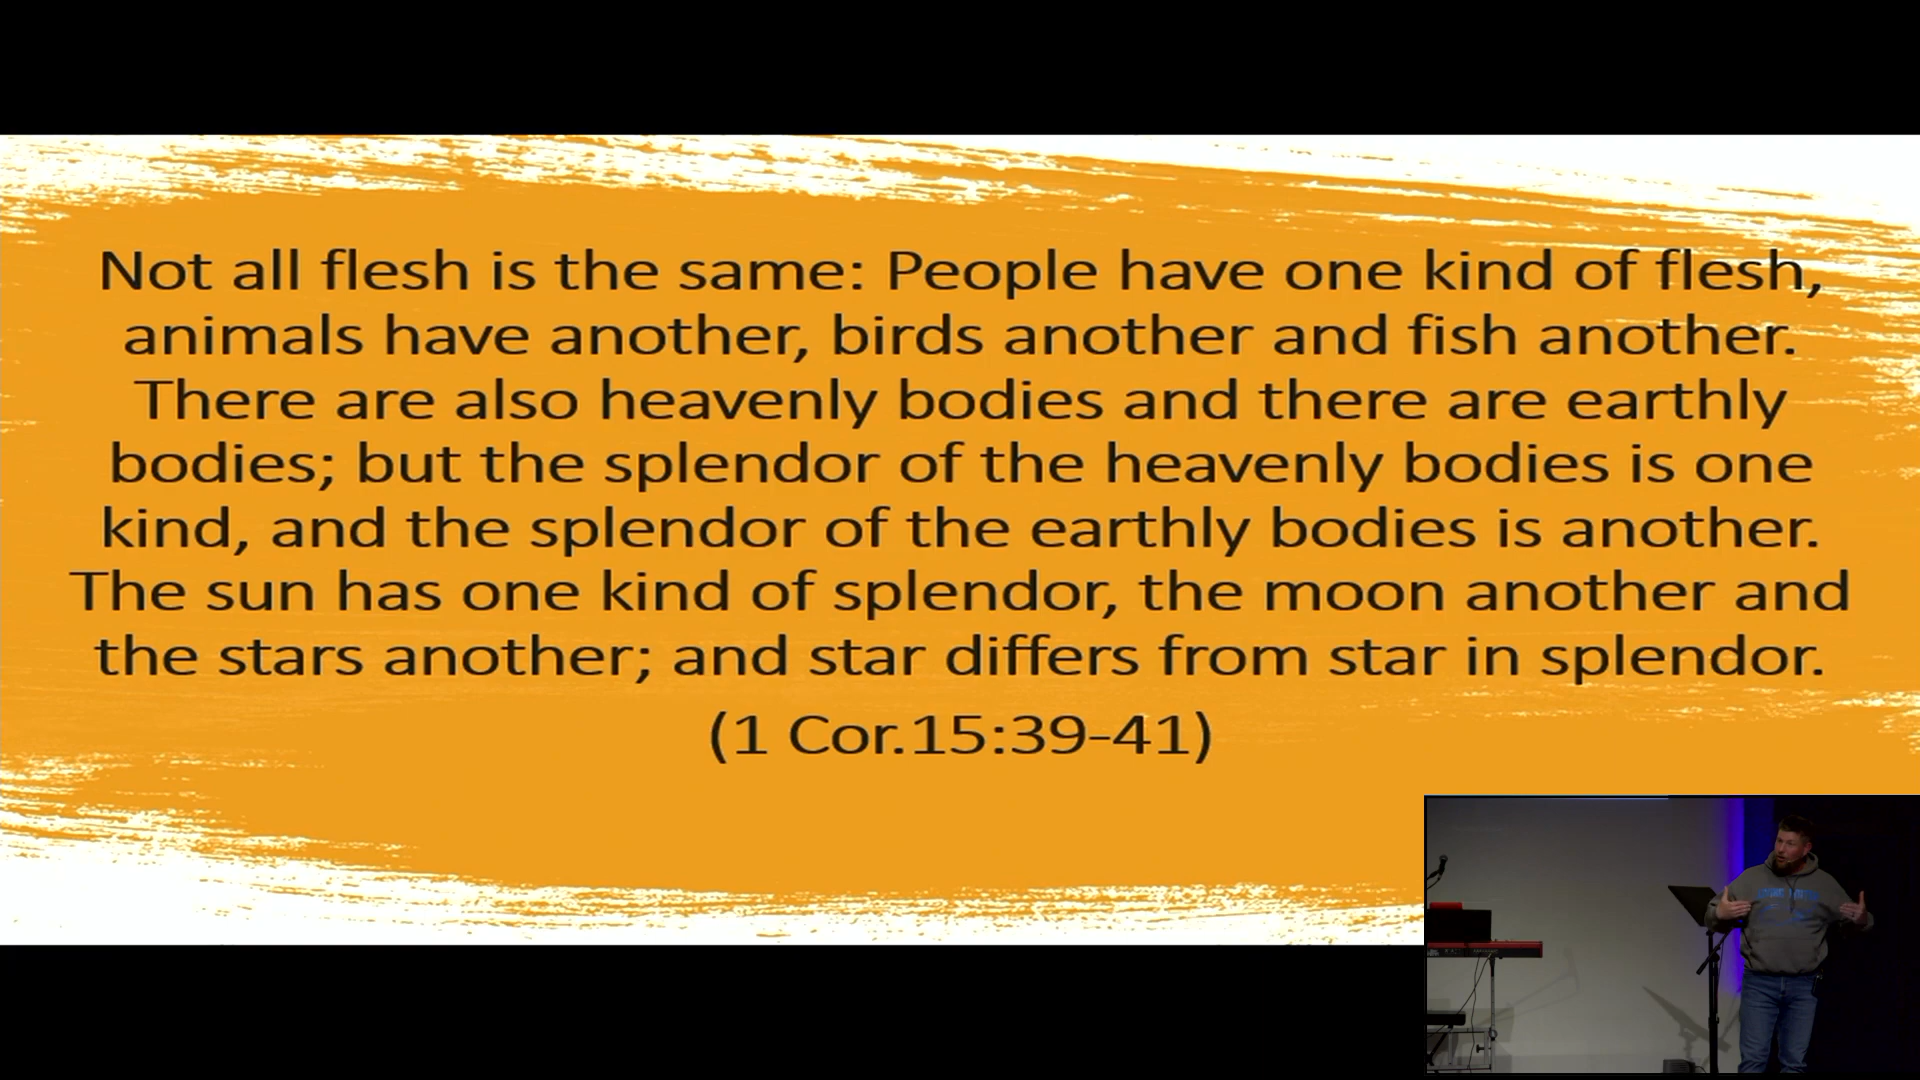 Not all flesh is the same: People have one kind of flesh,
animals have another, birds another and fish another.
There are also heavenly bodies and there are earthly
bodies; but the splendor of the heavenly bodies is one
kind, and the splendor of the earthly bodies is another.
The sun has one kind of splendor, the moon another and
the stars another; and star differs from star in splendor.
(1 Cor.15:39-41)